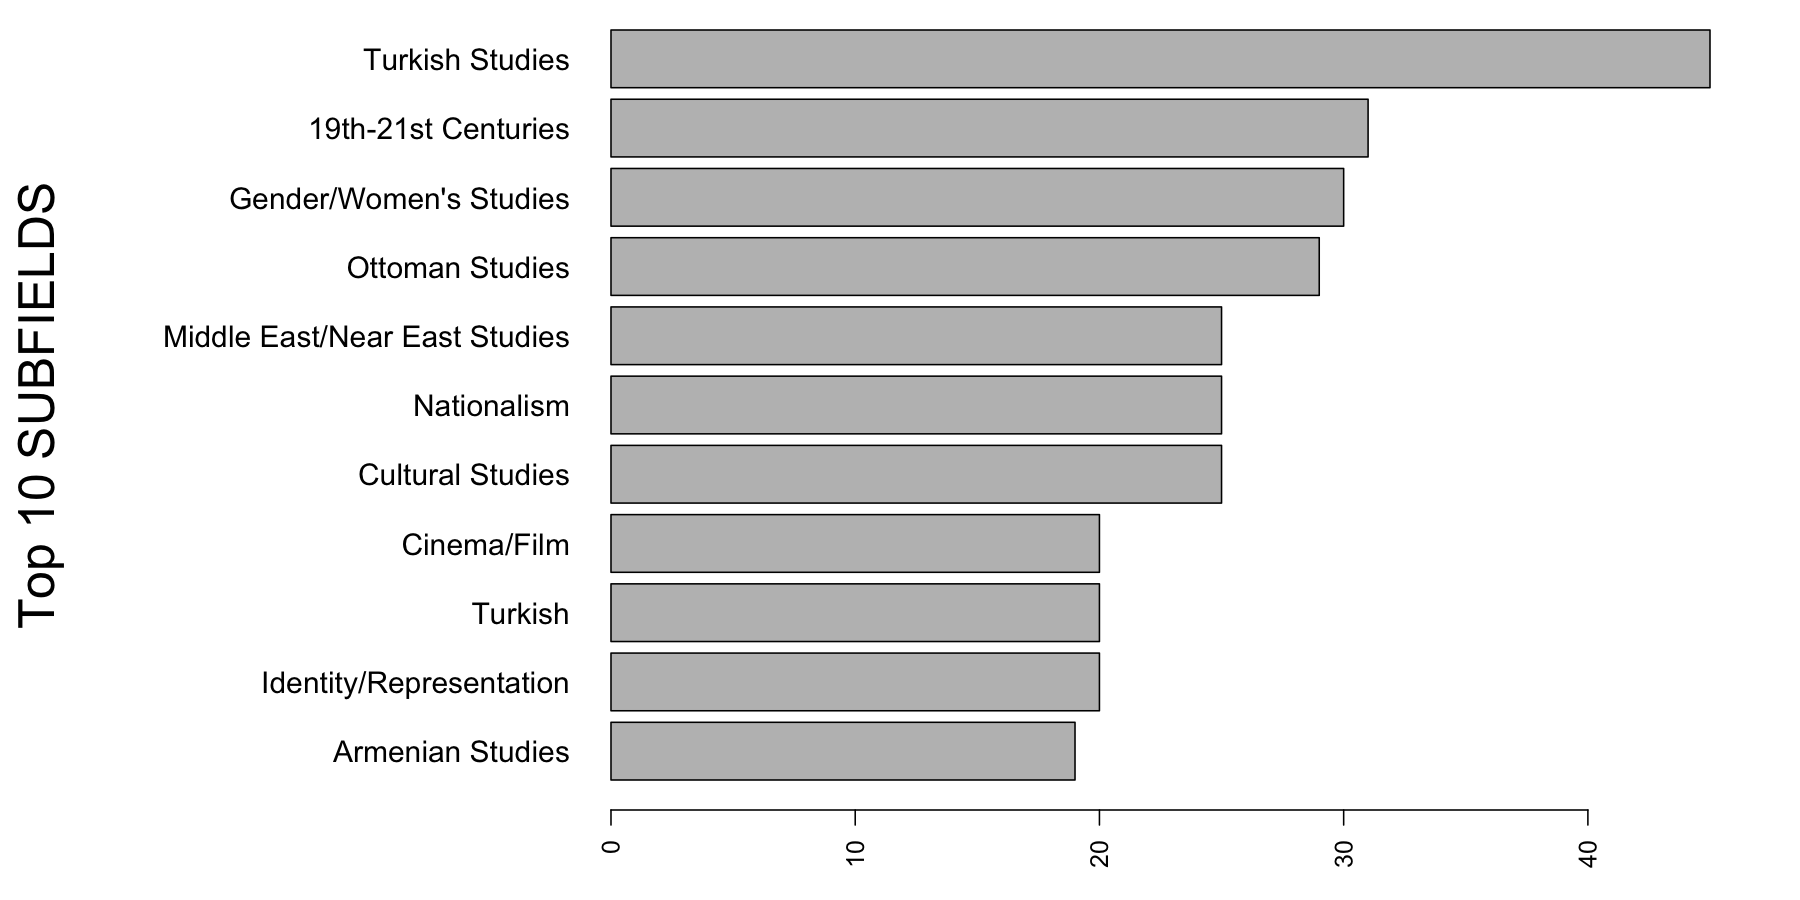 Top 10 SUBFIELDS
Turkish Studies
19th-21st Centuries
Gender/Women's Studies
Ottoman Studies
Middle East/Near East Studies
Nationalism
Cultural Studies
Cinema/Film
Turkish
Identity/Representation
Armenian Studies
0 10 20 30 40